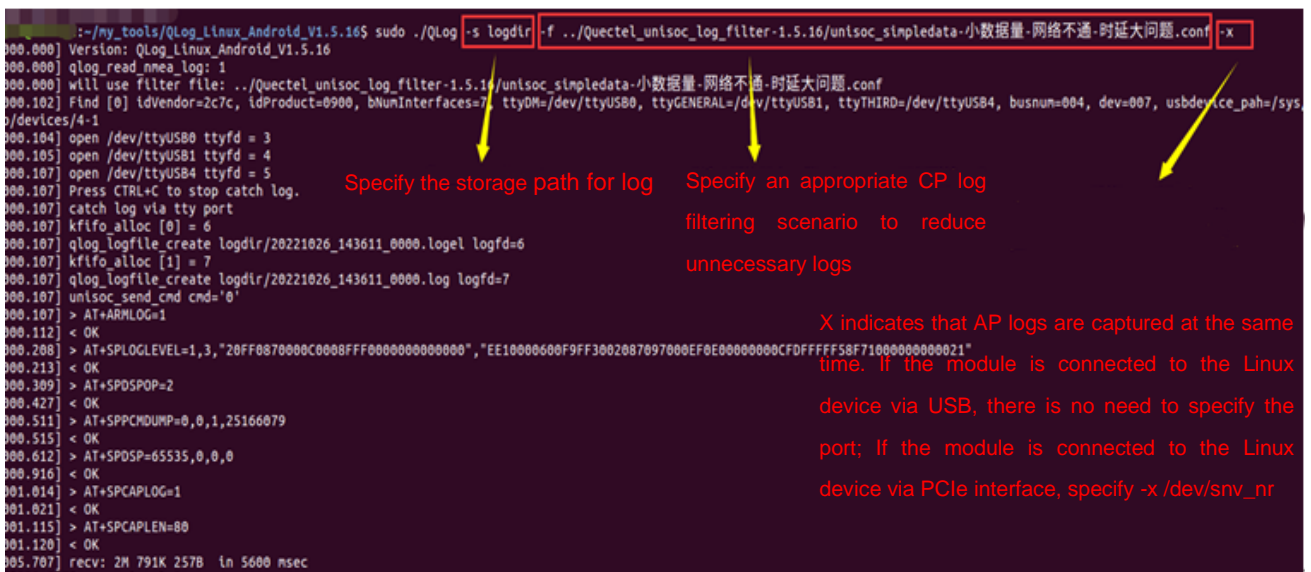 :~/my_tools/QLog_Linux_Android_V1.5.16$ sudo ./QLog -s logdir -f ../Quectel_unisoc_log_filter-1.5.16/unisoc_simpledata-小数据量-网络不通-时延大问题.conf -x
000.000] Version: QLog_Linux_Android_V1.5.16
000.000] qlog_read_nmea_log: 1
000.000] will use filter file: ../Quectel_unisoc_log_filter-1.5.16/unisoc_simpledata-小数据量-网络不通-时延大问题.conf
000.102] Find [0] idVendor=2c7c, idProduct=0900, bNumInterfaces=7, ttyDM=/dev/ttyUSB0, ttyGENERAL=/dev/ttyUSB1, ttyTHIRD=/dev/ttyUSB4, busnum=004, dev=007, usbdevice_pah=/sys/
b/devices/4-1
000.104] open /dev/ttyUSB0 ttyfd = 3
000.105] open /dev/ttyUSB1 ttyfd = 4
000.107] open /dev/ttyUSB4 ttyfd = 5
000.107] Press CTRL+C to stop catch log.
000.107] catch log via tty port
000.107] kfifo_alloc [0] = 6
000.107] qlog_logfile_create logdir/20221026_143611_0000.logel logfd=6
000.107] kfifo_alloc [1] = 7
000.107] qlog_logfile_create logdir/20221026_143611_0000.log logfd=7
000.107] unisoc_send_cmd cmd='0'
000.107] > AT+ARMLOG=1
000.112] < OK
000.208] > AT+SPLOGLEVEL=1,3,"20FF0870000C0008FFF0000000000000","EE10000600F9FF3002087097000EF0E00000000CFDFFFFFS8F71000000000021"
000.213] < OK
000.309] > AT+SPDSPOP=2
000.427] < OK
000.511] > AT+SPPCMDUMP=0,0,1,25166079
000.515] < OK
000.612] > AT+SPDSP=65535,0,0,0
000.916] < OK
001.014] > AT+SPCAPLOG=1
001.021] < OK
001.115] > AT+SPCAPLEN=80
001.120] < OK
005.707] recv: 2M 791K 257B in 5600 msec
Specify the storage path for log
Specify an appropriate CP log
filtering scenario to reduce
unnecessary logs
X indicates that AP logs are captured at the same
time. If the module is connected to the Linux
device via USB, there is no need to specify the
port; If the module is connected to the Linux
device via PCIe interface, specify -x /dev/snv_nr